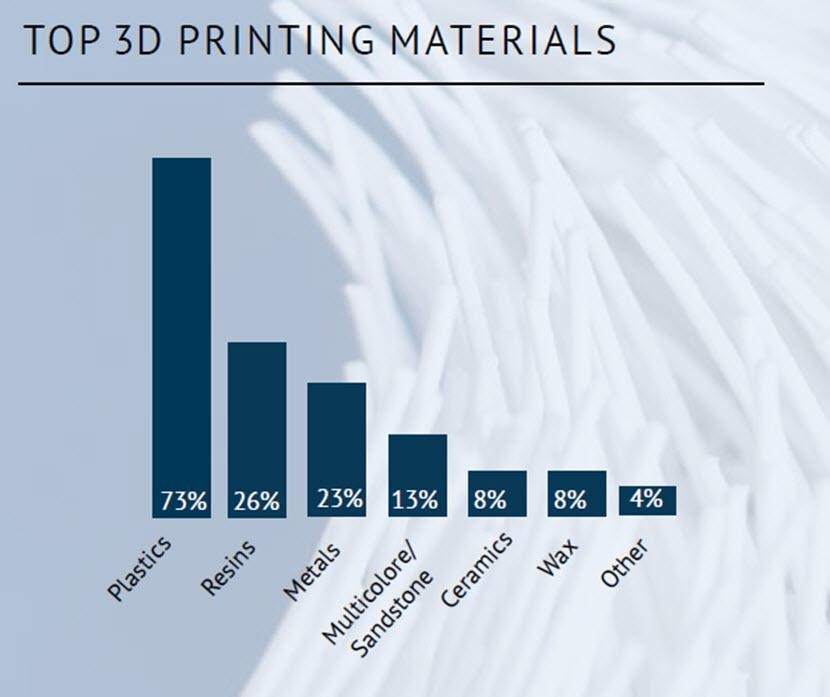 TOP 3D PRINTING MATERIALS
73%
26%
23%
13%
8%
8%
4%
Plastics
Resins
Metals
Multicolore/
Sandstone
Ceramics
Wax
Other